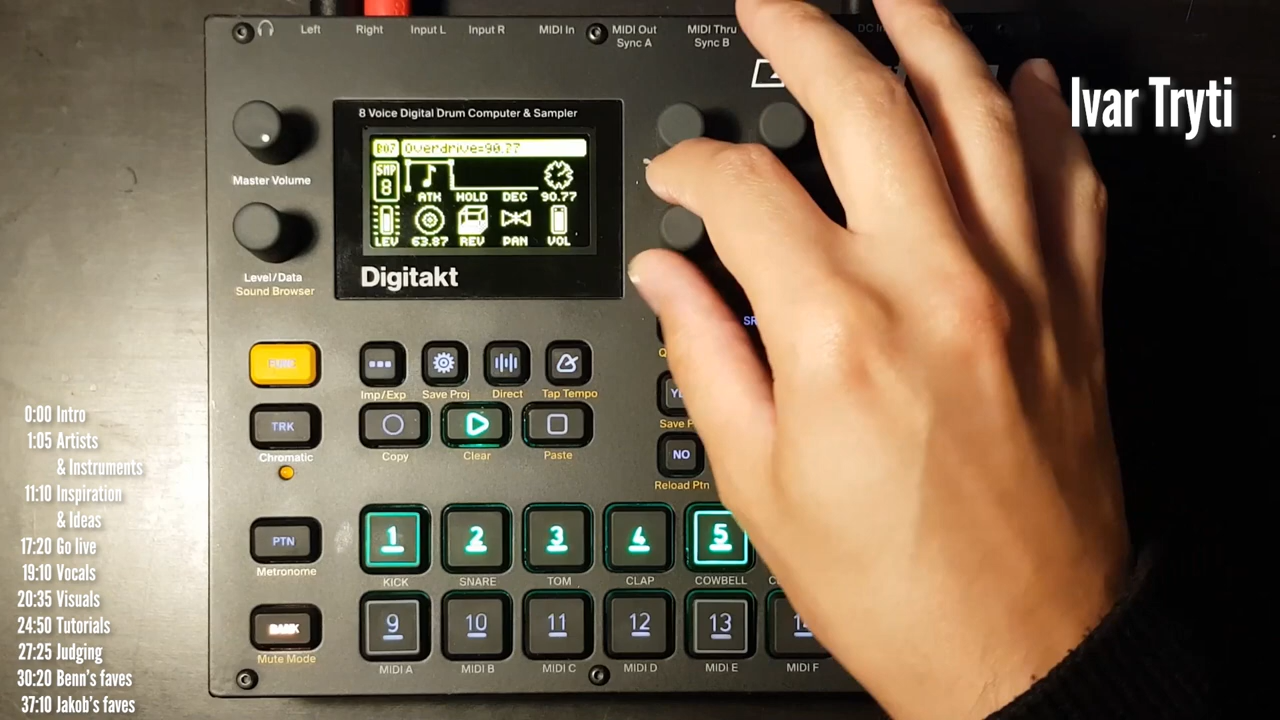 Left
Right
Input L
Input R
MIDI In
MIDI Out
Sync A
MIDI Thru
Sync B
DC In
Ivar Tryti
8 Voice Digital Drum Computer & Sampler
B07 Overdrive=90.77
SMP
8
ATK HOLD DEC 90.77
LEV 63.87 REV PAN VOL
Digitakt
Master Volume
Level/Data
Sound Browser
FUNC
Imp/Exp
Save Proj
Direct
Tap Tempo
TRK
Chromatic
Copy
Clear
Paste
NO
Reload Ptn
PTN
Metronome
1
2
3
4
5
KICK
SNARE
TOM
CLAP
COWBELL
BANK
Mute Mode
9
10
11
12
13
MIDI A
MIDI B
MIDI C
MIDI D
MIDI E
MIDI F
0:00 Intro
1:05 Artists
& Instruments
11:10 Inspiration
& Ideas
17:20 Go live
19:10 Vocals
20:35 Visuals
24:50 Tutorials
27:25 Judging
30:20 Benn's faves
37:10 Jakob's faves